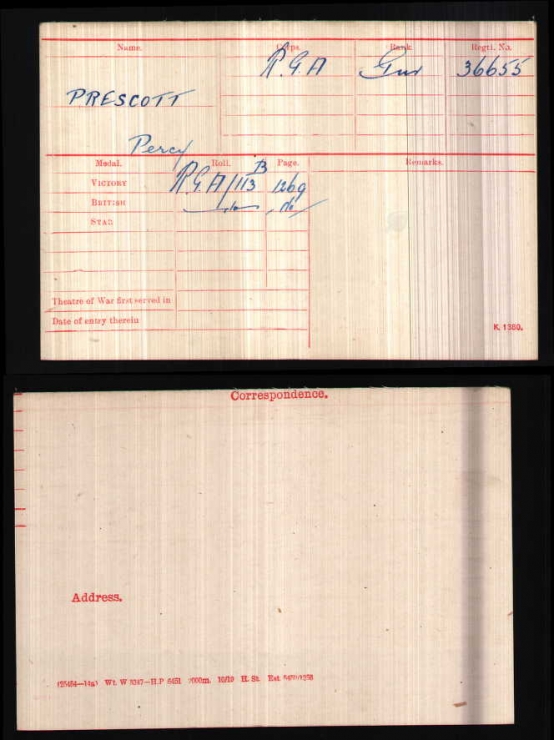 Name. Corps. Rank Regtl. No.
R.G.A Gnr 36655
PRESCOTT
Percy
Medal. Roll. Page. Remarks.
VICTORY R.G.A/113 B 1269
BRITISH do do
STAR
Theatre of War first served in
Date of entry therein
K. 1380.
Correspondence.
Address.
H. St.